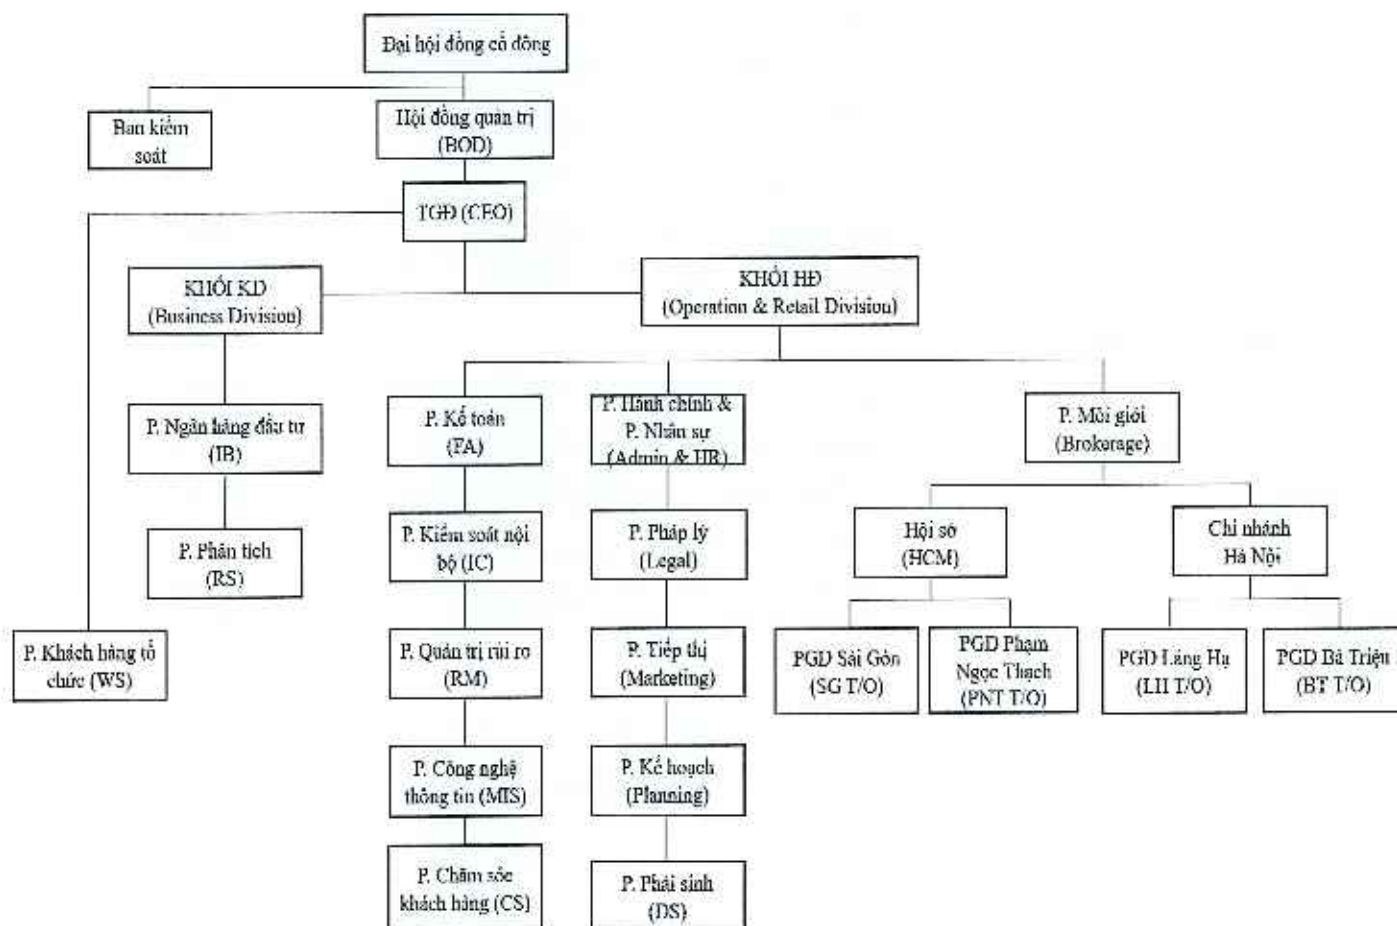 Đại hội đồng cổ đông
Ban kiểm
soát
Hội đồng quản trị
(BOD)
TGĐ (CEO)
KHỐI KD
(Business Division)
KHỐI HĐ
(Operation & Retail Division)
P. Ngân hàng đầu tư
(IB)
P. Kế toán
(FA)
P. Hành chính &
P. Nhân sự
(Admin & HR)
P. Môi giới
(Brokerage)
P. Phân tích
(RS)
P. Kiểm soát nội
bộ (IC)
P. Pháp lý
(Legal)
Hội sở
(HCM)
Chi nhánh
Hà Nội
P. Khách hàng tổ
chức (WS)
P. Quản trị rủi ro
(RM)
P. Tiếp thị
(Marketing)
PGD Sài Gòn
(SG T/O)
PGD Phạm
Ngọc Thạch
(PNT T/O)
PGD Láng Hạ
(LH T/O)
PGD Bà Triệu
(BT T/O)
P. Công nghệ
thông tin (MIS)
P. Kế hoạch
(Planning)
P. Chăm sóc
khách hàng (CS)
P. Phái sinh
(DS)